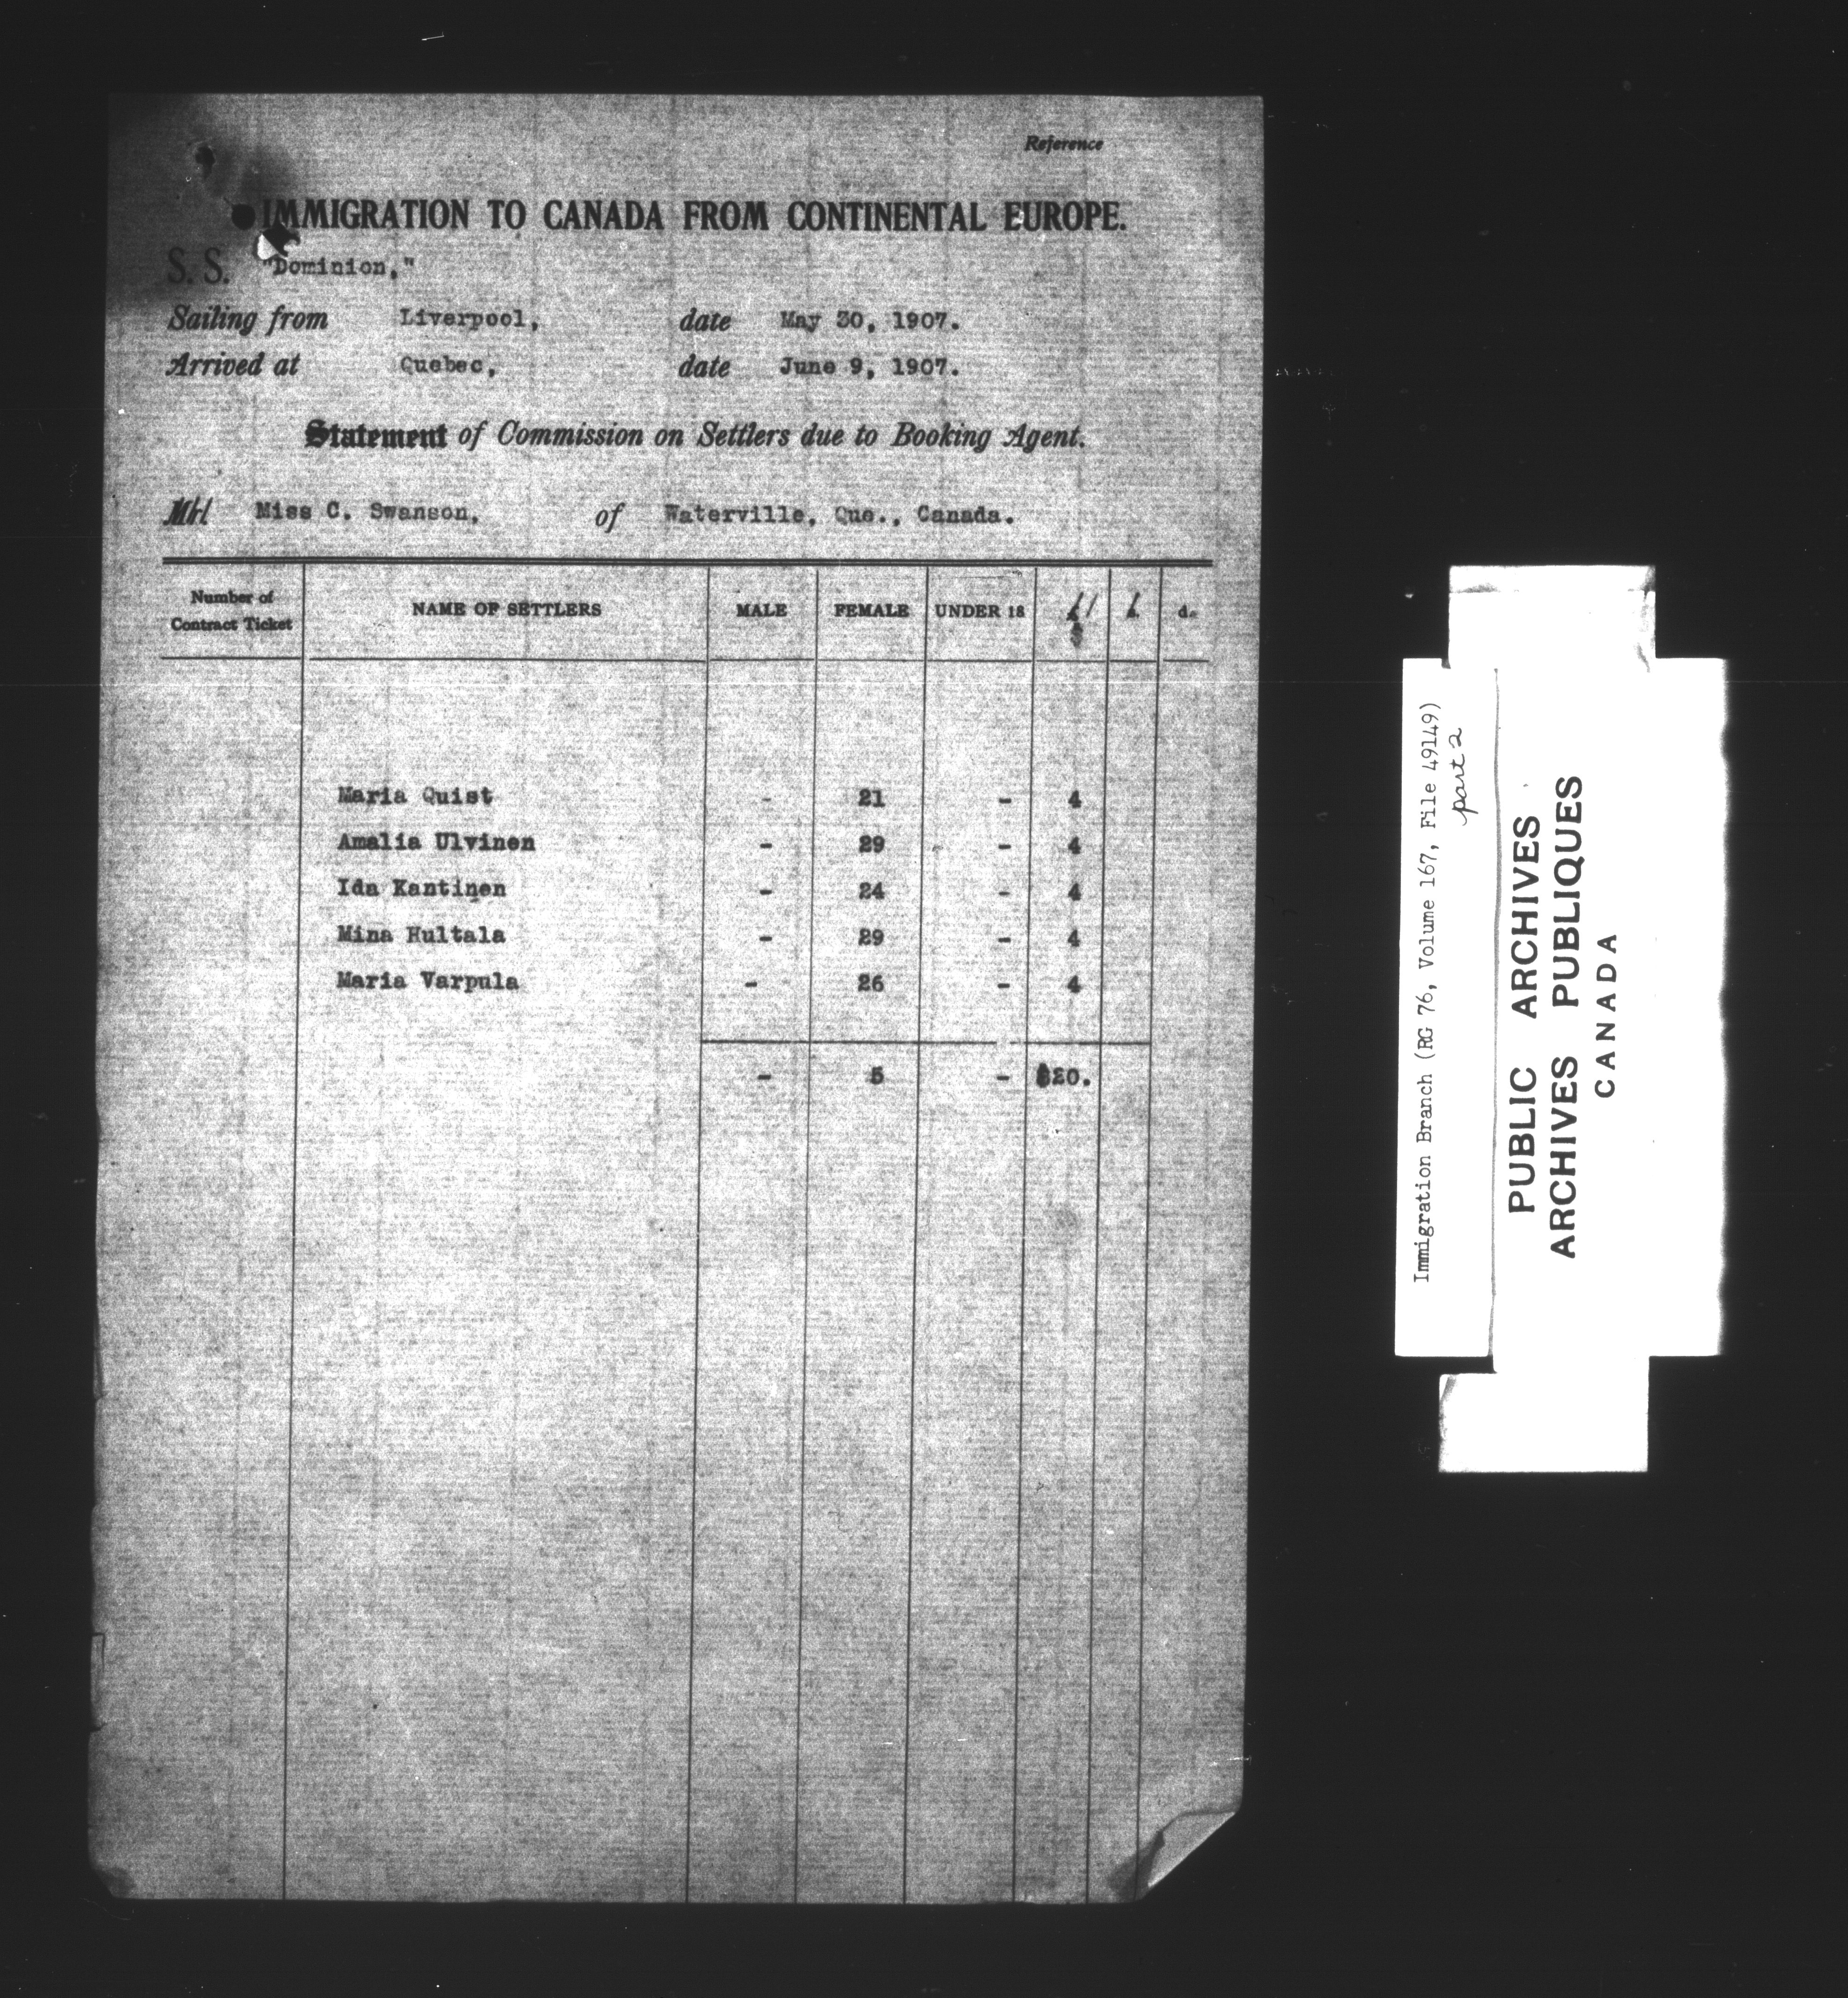 Reference
IMMIGRATION TO CANADA FROM CONTINENTAL EUROPE.
S. S. "Dominion,"
Sailing from Liverpool, date May 30, 1907.
Arrived at Quebec, date June 9, 1907.
Statement of Commission on Settlers due to Booking Agent.
Miss C. Swanson, of Waterville, Que., Canada.
Number of Contract Ticket NAME OF SETTLERS MALE FEMALE UNDER 18 £ $ s. d.
Maria Quist - 21 - 4
Amalia Ulvinen - 29 - 4
Ida Kantinen - 24 - 4
Mina Hultala - 29 - 4
Maria Varpula - 26 - 4
- 5 - $20.
Immigration Branch (RG 76, Volume 167, File 49149)
part 2
PUBLIC ARCHIVES
ARCHIVES PUBLIQUES
CANADA